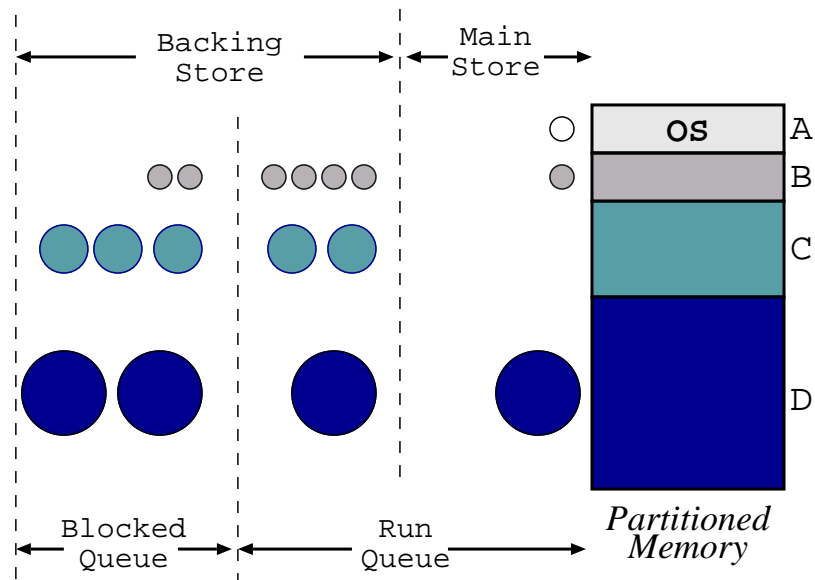 Backing
Store
Main
Store
OS
A
B
C
D
Blocked
Queue
Run
Queue
Partitioned
Memory